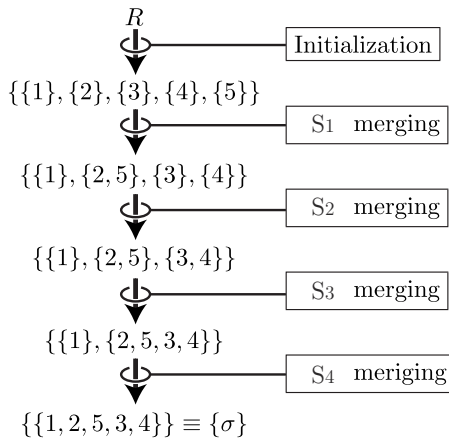 R
Initialization
{{1}, {2}, {3}, {4}, {5}}
S1 merging
{{1}, {2, 5}, {3}, {4}}
S2 merging
{{1}, {2, 5}, {3, 4}}
S3 merging
{{1}, {2, 5, 3, 4}}
S4 meriging
{{1, 2, 5, 3, 4}} ≡ {σ}